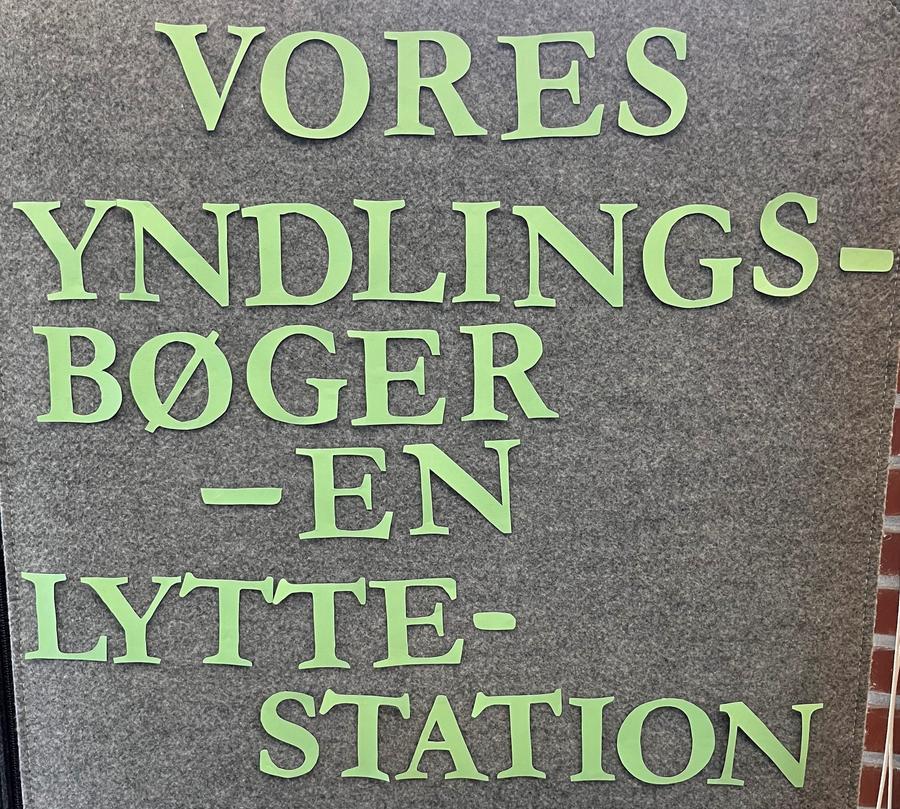 VORES
YNDLINGS-
BØGER
– EN
LYTTE-
STATION